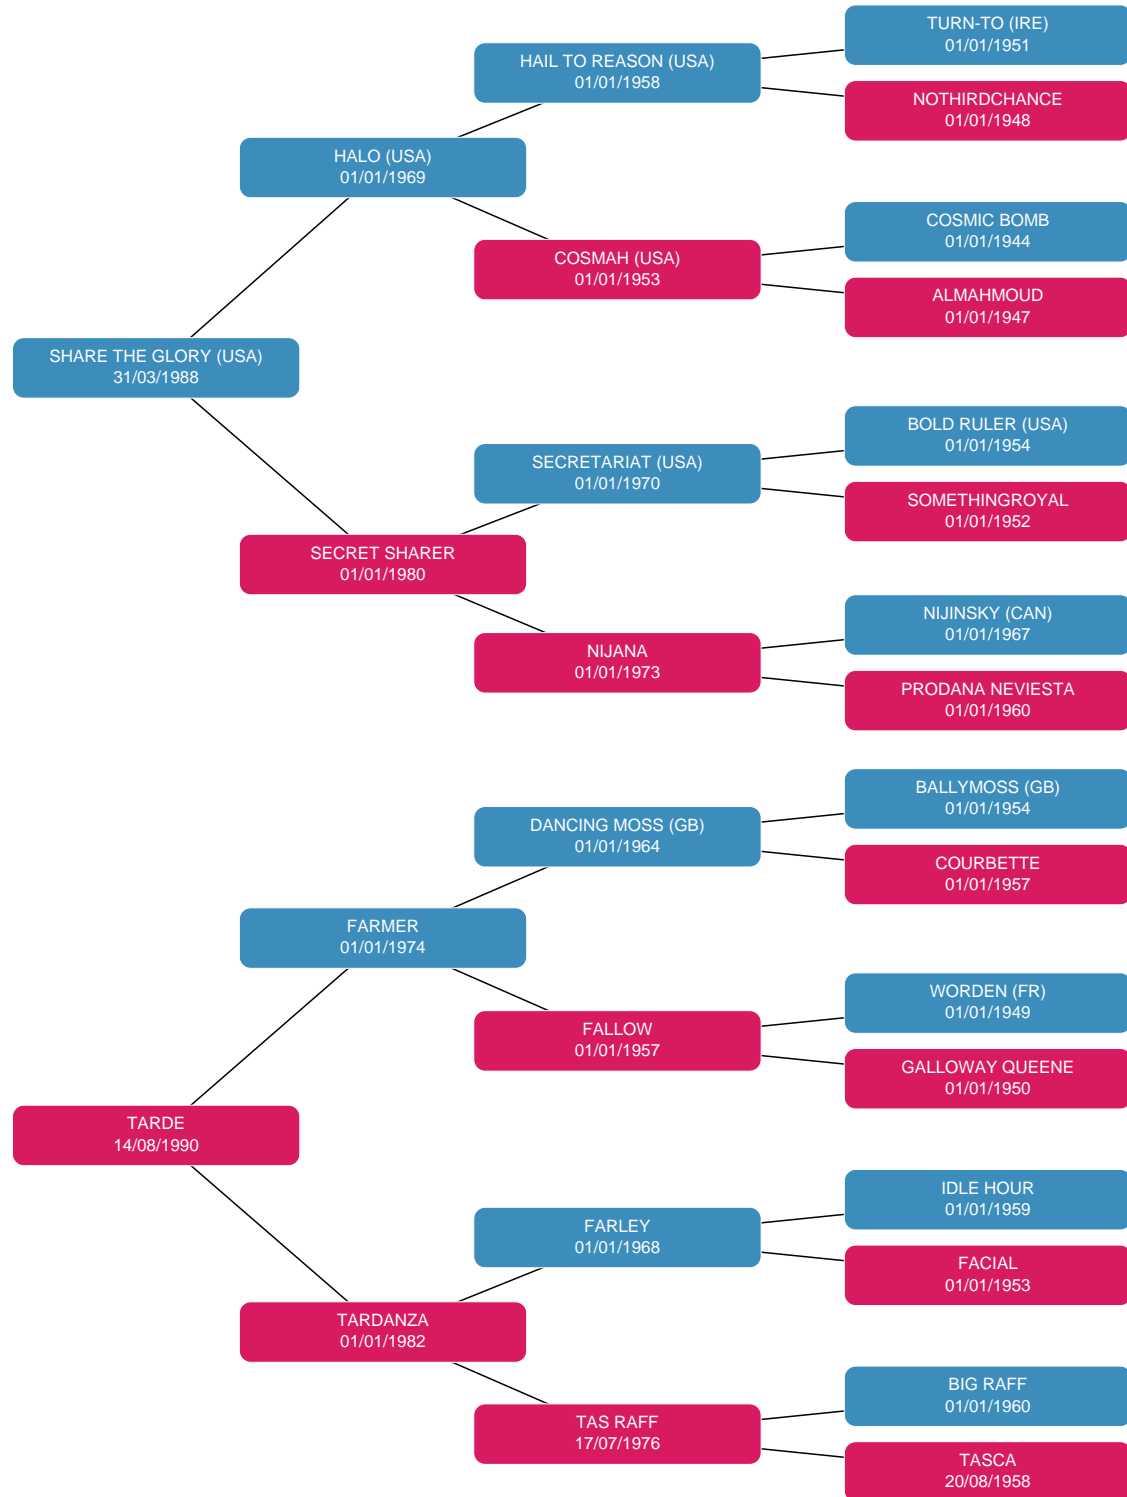 TURN-TO (IRE)
01/01/1951
HAIL TO REASON (USA)
01/01/1958
NOTHIRDCHANCE
01/01/1948
HALO (USA)
01/01/1969
COSMIC BOMB
01/01/1944
COSMAH (USA)
01/01/1953
ALMAHMOUD
01/01/1947
SHARE THE GLORY (USA)
31/03/1988
BOLD RULER (USA)
01/01/1954
SECRETARIAT (USA)
01/01/1970
SOMETHINGROYAL
01/01/1952
SECRET SHARER
01/01/1980
NIJINSKY (CAN)
01/01/1967
NIJANA
01/01/1973
PRODANA NEVIESTA
01/01/1960
BALLYMOSS (GB)
01/01/1954
DANCING MOSS (GB)
01/01/1964
COURBETTE
01/01/1957
FARMER
01/01/1974
WORDEN (FR)
01/01/1949
FALLOW
01/01/1957
GALLOWAY QUEENE
01/01/1950
TARDE
14/08/1990
IDLE HOUR
01/01/1959
FARLEY
01/01/1968
FACIAL
01/01/1953
TARDANZA
01/01/1982
BIG RAFF
01/01/1960
TAS RAFF
17/07/1976
TASCA
20/08/1958